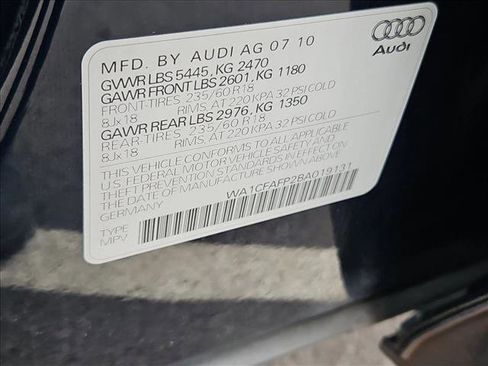 MFD. BY AUDI AG 07 10
GVWR LBS 5445, KG 2470
GAWR FRONT LBS 2601, KG 1180
FRONT-TIRES: 235/60 R18
8Jx18 RIMS, AT 220 KPA 32 PSI COLD
GAWR REAR LBS 2976, KG 1350
REAR-TIRES: 235/60 R18
8Jx18 RIMS, AT 220 KPA 32 PSI COLD
THIS VEHICLE CONFORMS TO ALL APPLICABLE
U.S. FEDERAL MOTOR VEHICLE SAFETY AND
THEFT PREVENTION STANDARDS IN EFFECT ON
THE DATE OF MANUFACTURE SHOWN ABOVE
GERMANY
WA1CFAFP2BA019131
TYPE
MPV
Audi